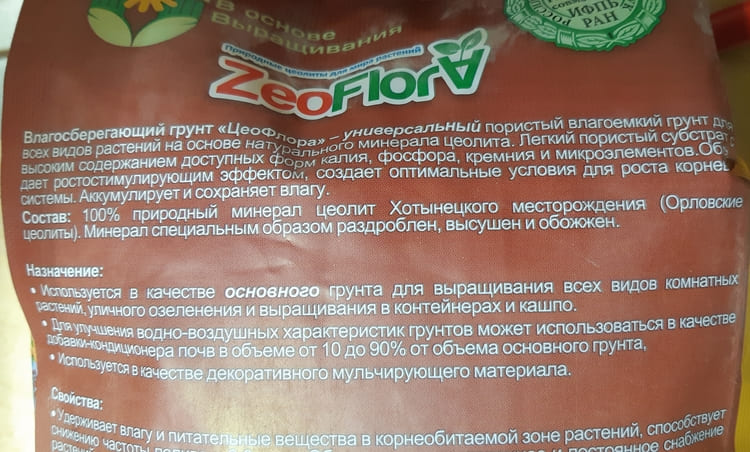 В основе
Выращивания
РОССИ
ИФПБ
РАН
Природные цеолиты для мира растений
ZeoFlora
Влагосберегающий грунт «ЦеоФлора» – универсальный пористый влагоемкий грунт для
всех видов растений на основе натурального минерала цеолита. Легкий пористый субстрат с
высоким содержанием доступных форм калия, фосфора, кремния и микроэлементов.
дает ростостимулирующим эффектом, создает оптимальные условия для роста корнев
системы. Аккумулирует и сохраняет влагу.
Состав: 100% природный минерал цеолит Хотынецкого месторождения (Орловские
цеолиты). Минерал специальным образом раздроблен, высушен и обожжен.
Назначение:
• Используется в качестве основного грунта для выращивания всех видов комнатных
растений, уличного озеленения и выращивания в контейнерах и кашпо.
• Для улучшения водно-воздушных характеристик грунтов может использоваться в качестве
добавки-кондиционера почв в объеме от 10 до 90% от объема основного грунта,
• Используется в качестве декоративного мульчирующего материала.
Свойства:
• Удерживает влагу и питательные вещества в корнеобитаемой зоне растений, способствует
снижению частоты постоянное снабжение